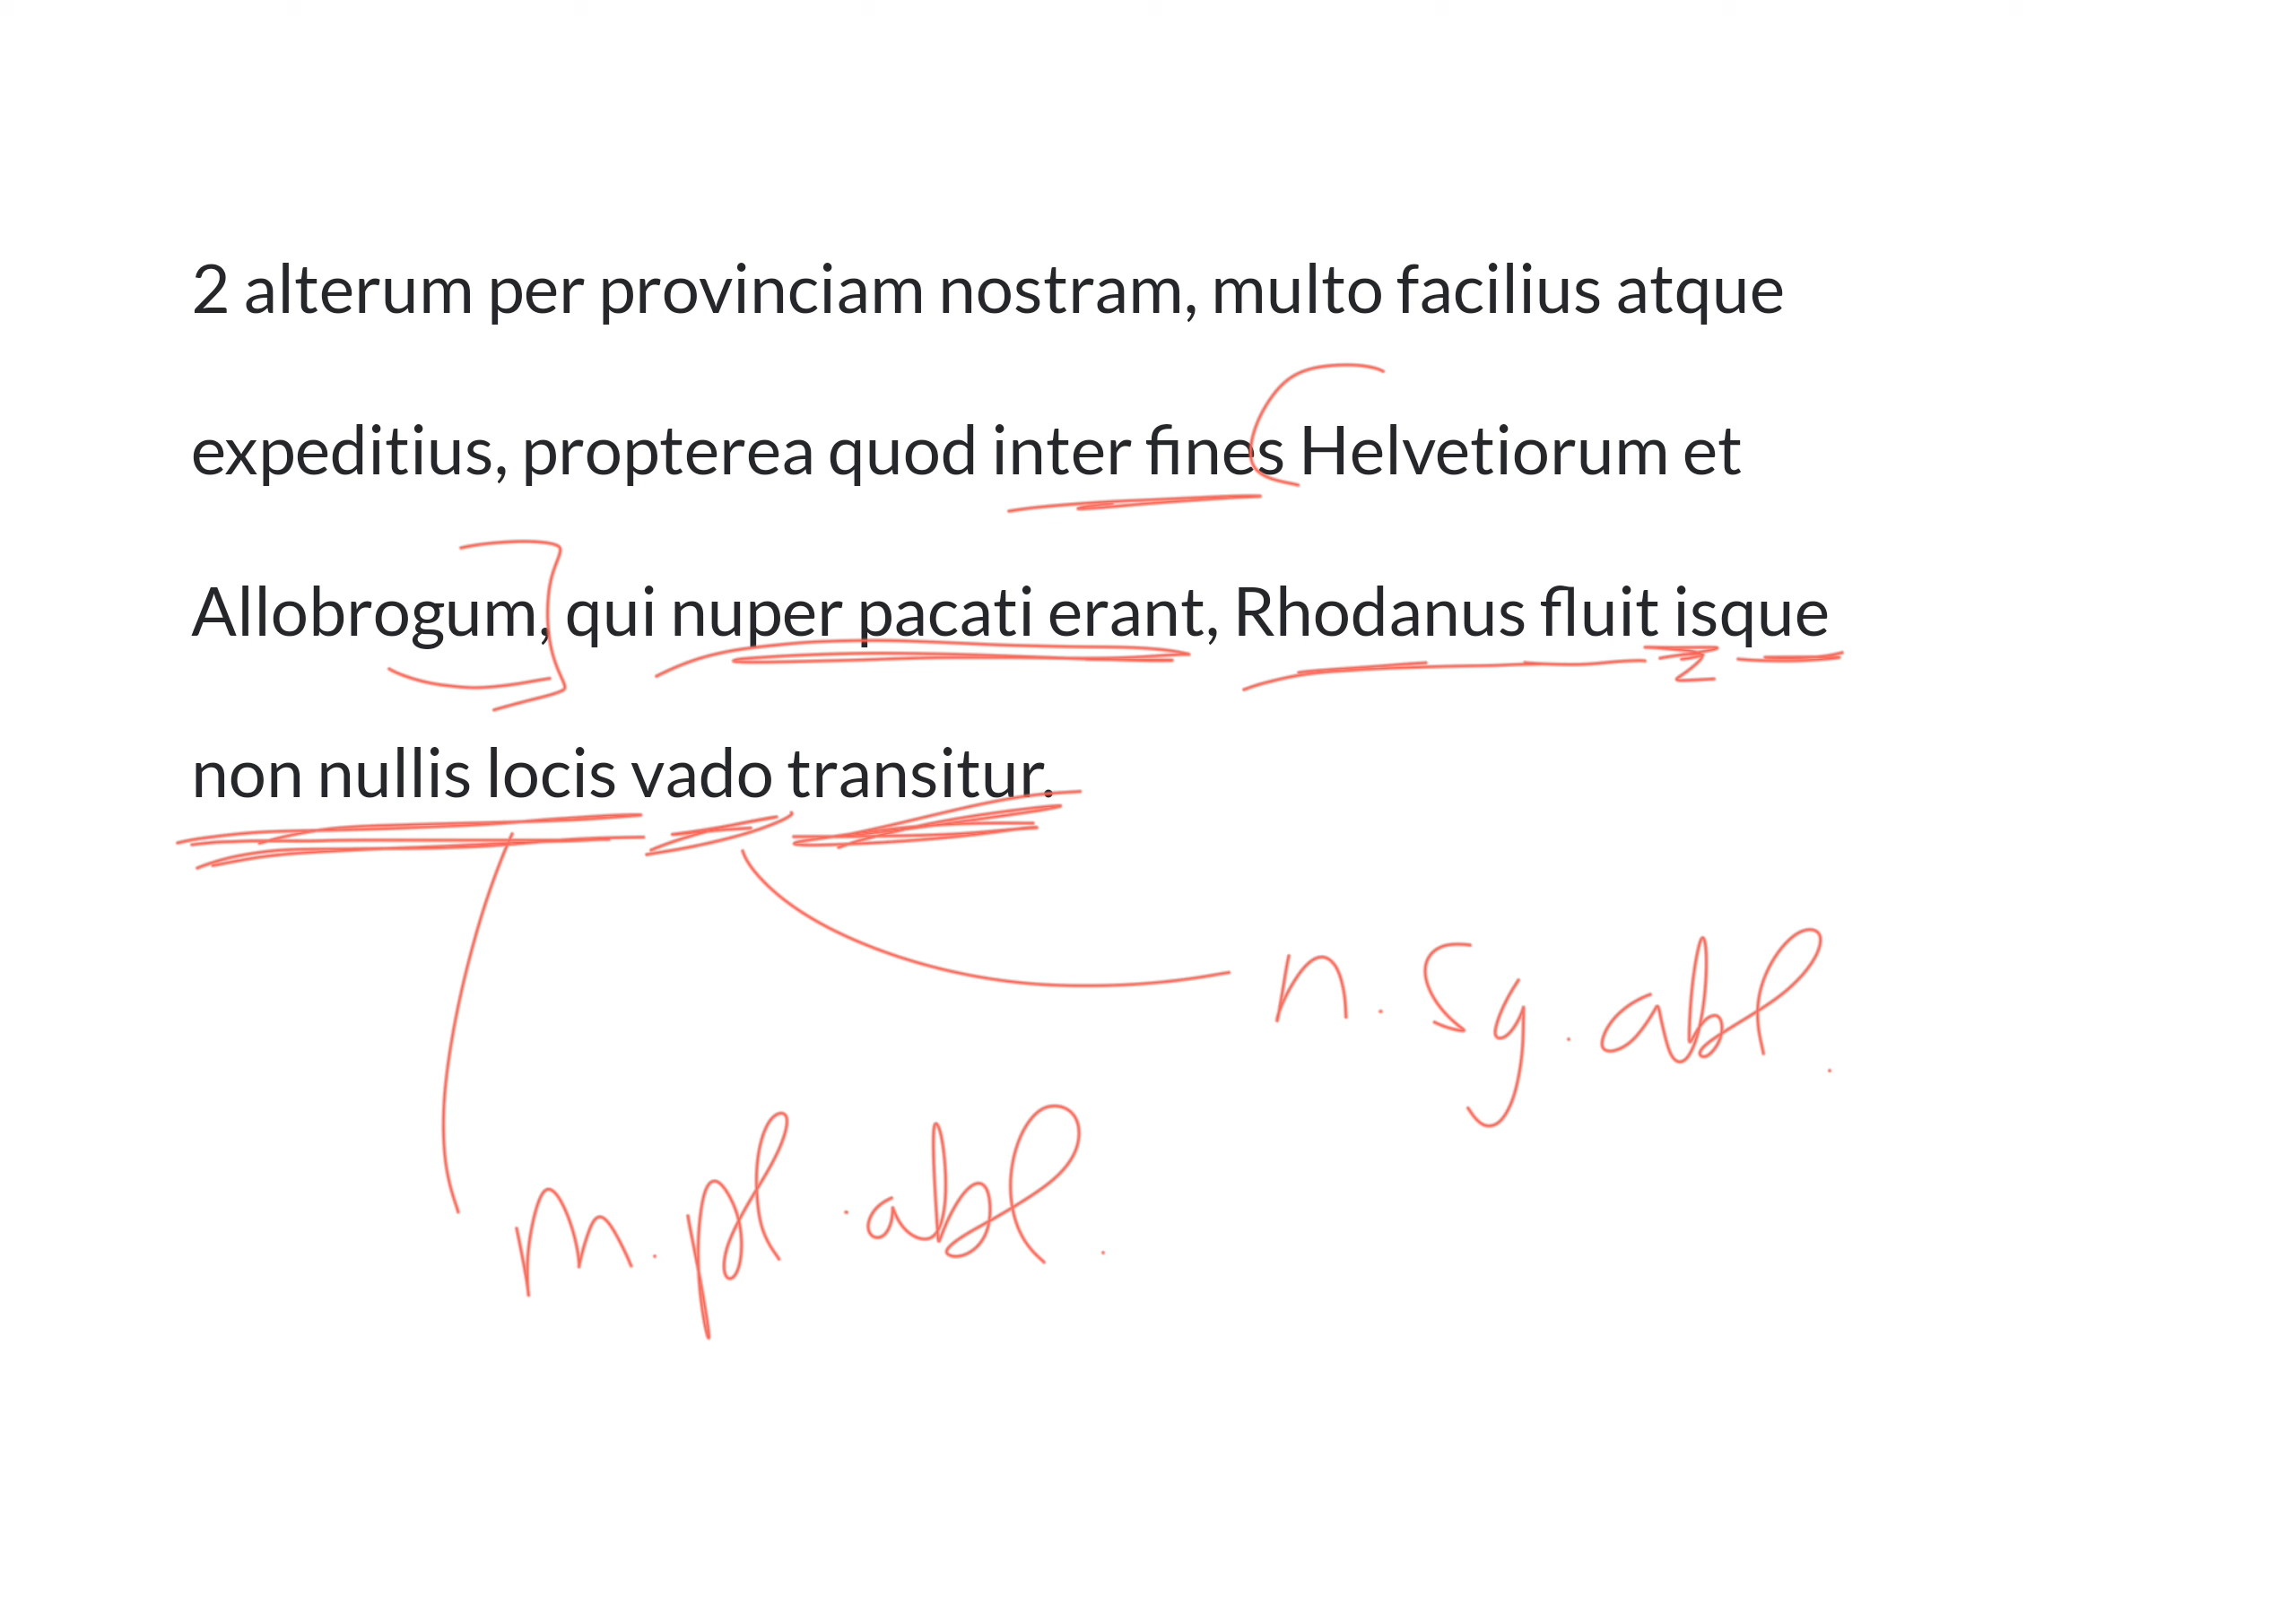 2 alterum per provinciam nostram, multo facilius atque
expeditius, propterea quod inter fines Helvetiorum et
Allobrogum, qui nuper pacati erant, Rhodanus fluit isque
non nullis locis vado transitur.
n. sg. abl.
m. pl. abl.